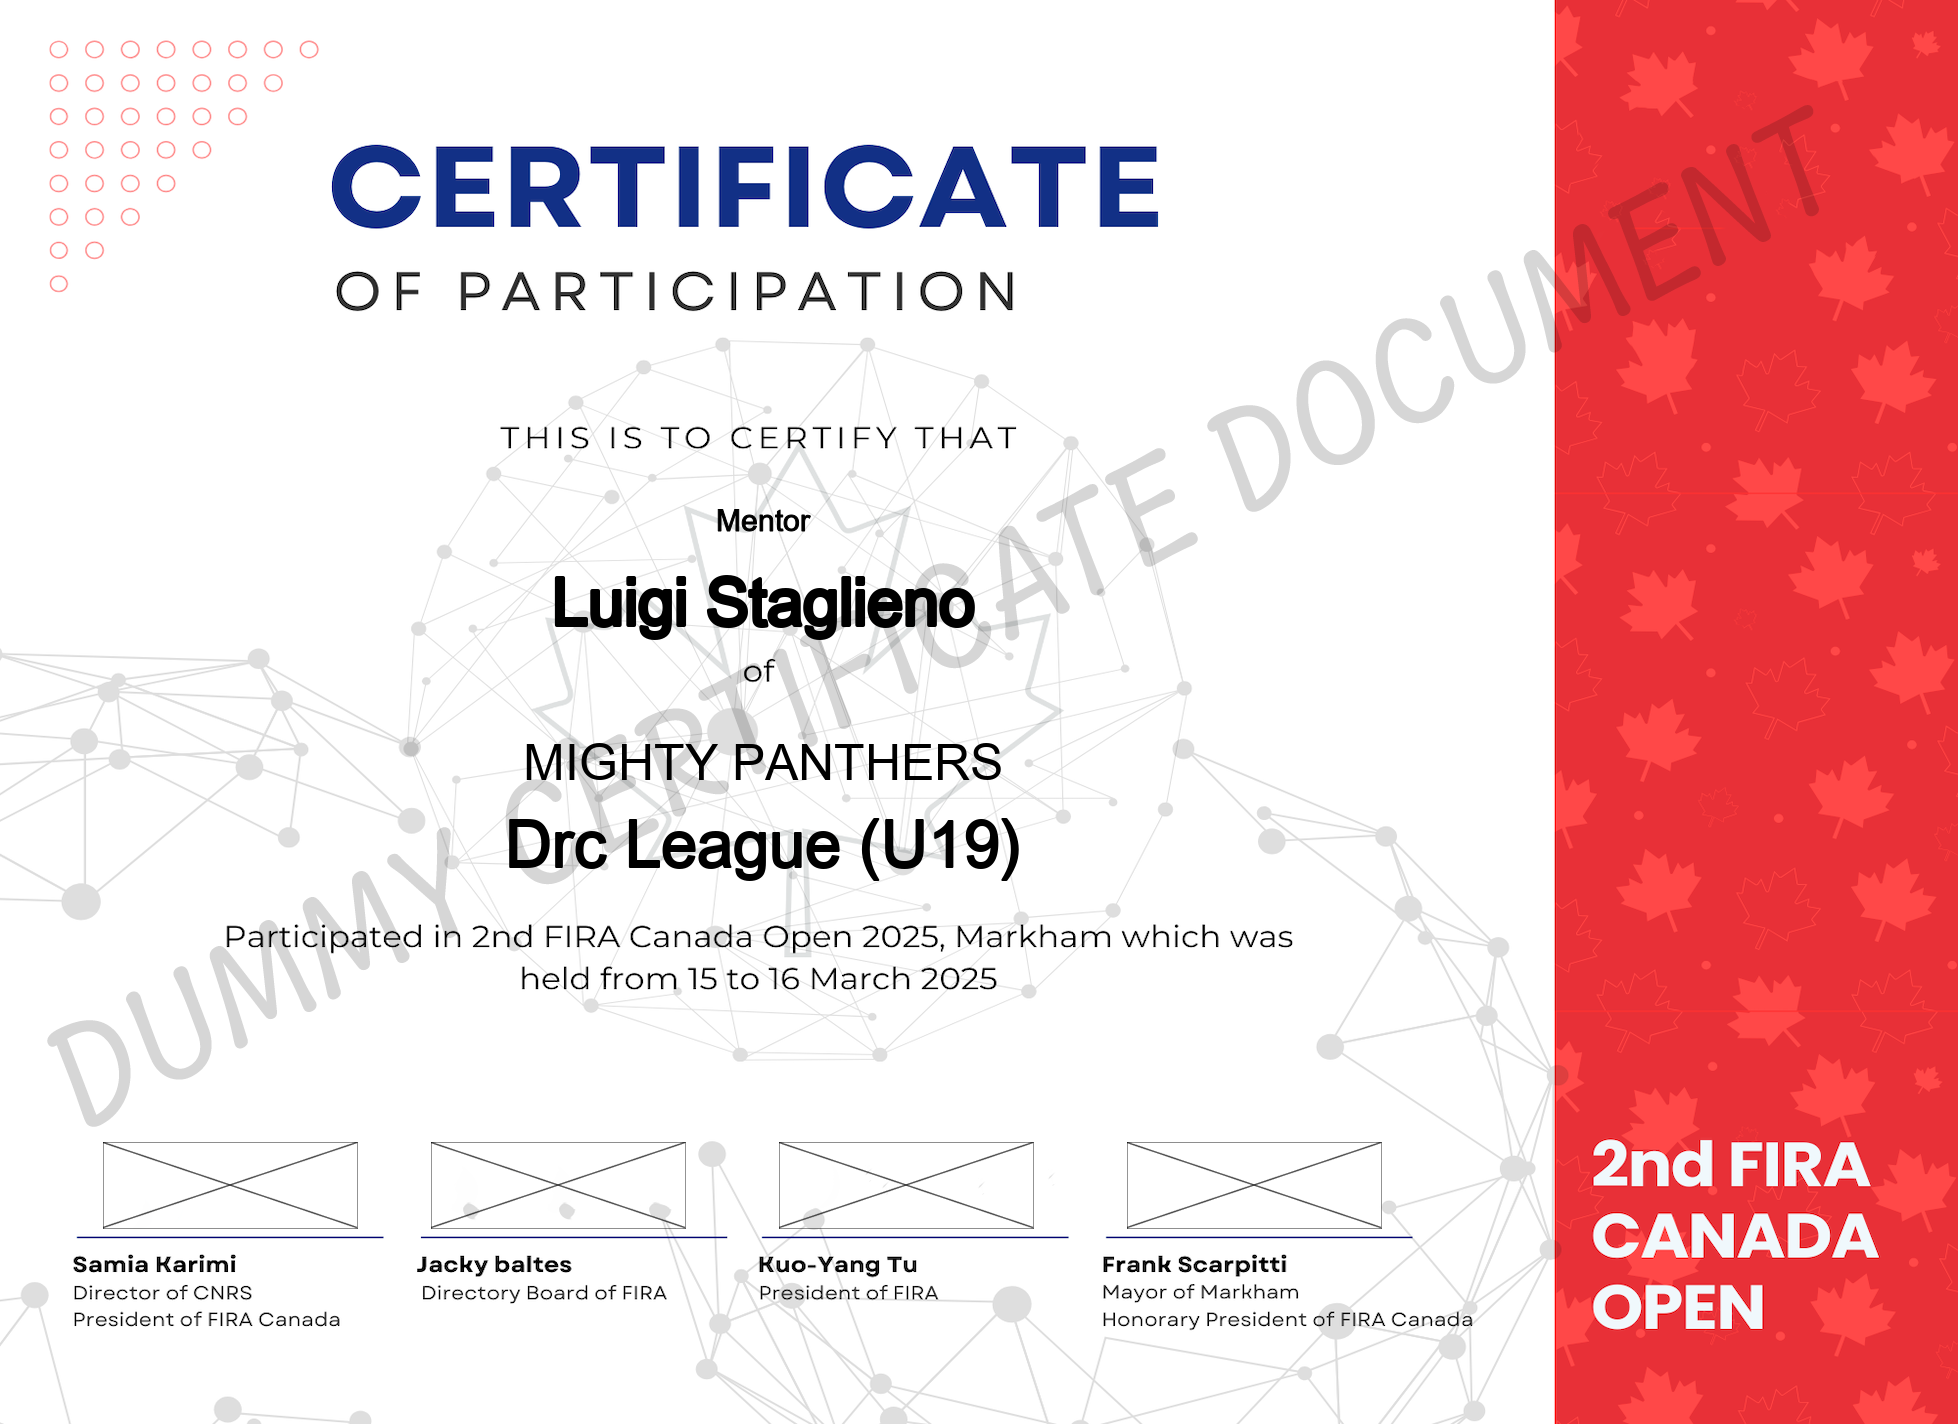 CERTIFICATE
OF PARTICIPATION
THIS IS TO CERTIFY THAT
Mentor
Luigi Staglieno
of
MIGHTY PANTHERS
Drc League (U19)
Participated in 2nd FIRA Canada Open 2025, Markham which was
held from 15 to 16 March 2025
DUMMY CERTIFICATE DOCUMENT
Samia Karimi
Director of CNRS
President of FIRA Canada
Jacky baltes
Directory Board of FIRA
Kuo-Yang Tu
President of FIRA
Frank Scarpitti
Mayor of Markham
Honorary President of FIRA Canada
2nd FIRA
CANADA
OPEN